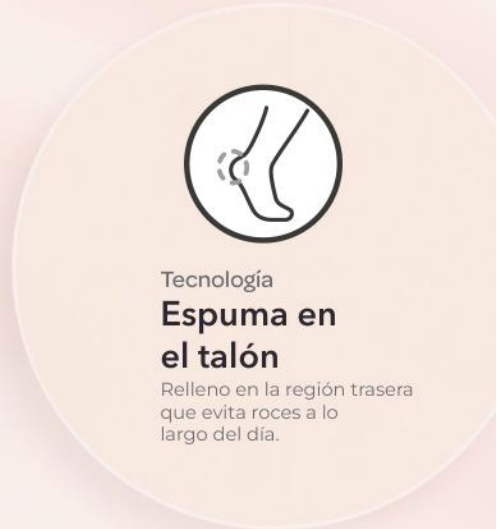 Tecnología
Espuma en
el talón
Relleno en la región trasera
que evita roces a lo
largo del día.